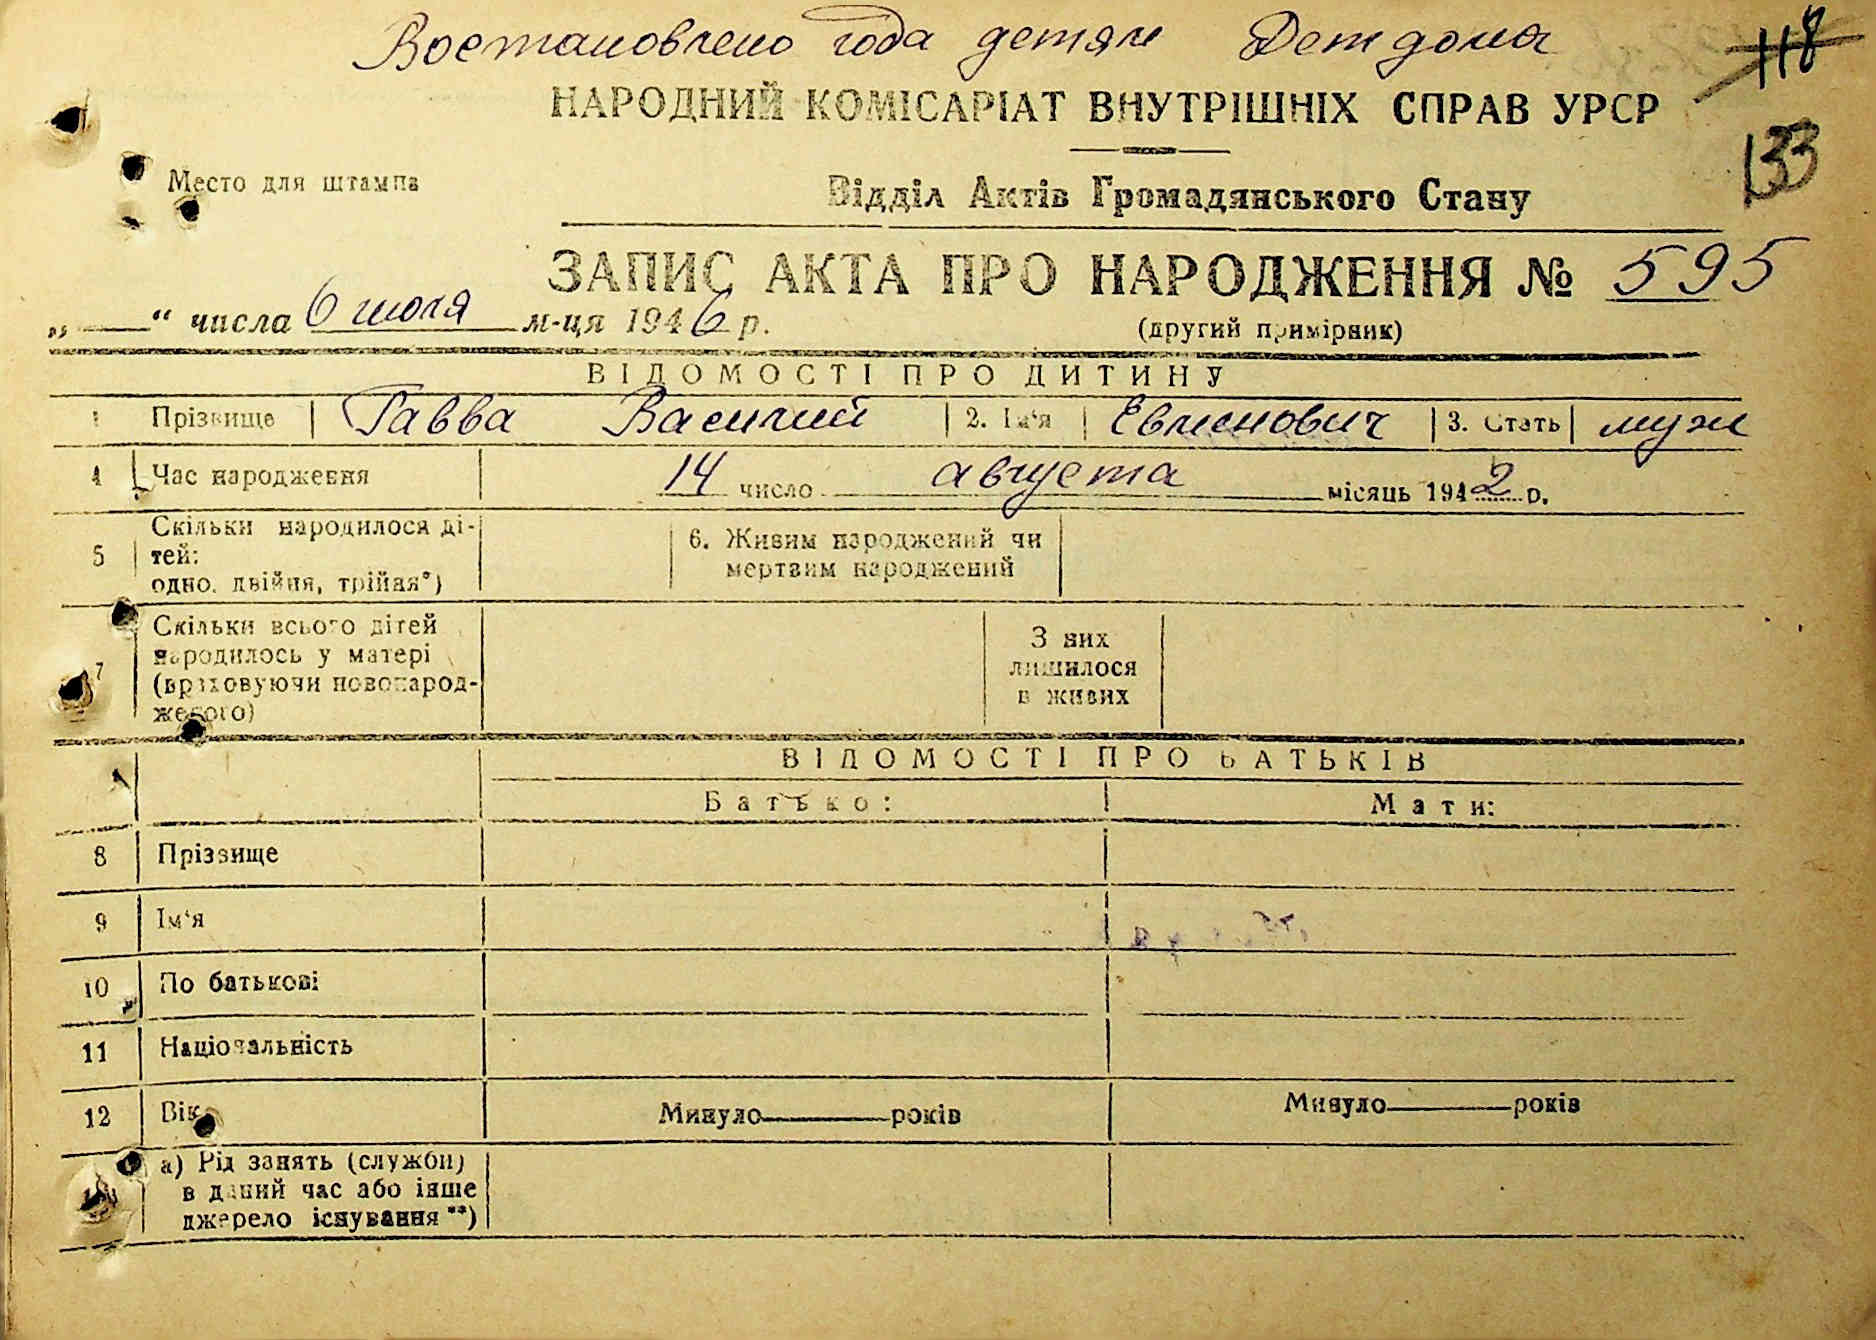 Востановлено года детям Детдома
118
НАРОДНИЙ КОМІСАРІАТ ВНУТРІШНІХ СПРАВ УРСР
133
Место для штампа
Відділ Актів Громадянського Стану
ЗАПИС АКТА ПРО НАРОДЖЕННЯ № 595
„ “ числа 6 июля м-ця 1946 р.
(другий примірник)
ВІДОМОСТІ ПРО ДИТИНУ
1 Прізвище Гавва Василий 2. Ім‘я Евменович 3. Стать муж
4 Час народження 14 число августа місяць 1942 р.
5 Скільки народилося ді-
тей:
одно, двійня, трійня*)
6. Живим народжений чи
мертвим народжений
7 Скільки всього дітей
народилось у матері
(враховуючи новонарод-
женого)
З них
лишилося
в живих
ВІДОМОСТІ ПРО БАТЬКІВ
Батько: Мати:
8 Прізвище
9 Ім‘я
10 По батькові
11 Національність
12 Вік Минуло років Минуло років
а) Рід занять (служби)
в даний час або інше
джерело існування**)